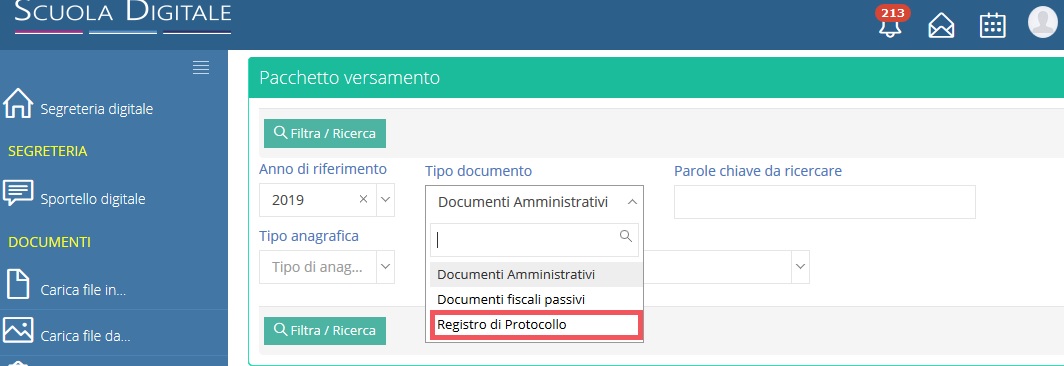 SCUOLA DIGITALE
213
Segreteria digitale
SEGRETERIA
Sportello digitale
DOCUMENTI
Carica file in...
Carica file da...
Pacchetto versamento
Filtra / Ricerca
Anno di riferimento
Tipo documento
Parole chiave da ricercare
2019
Documenti Amministrativi
Tipo anagrafica
Tipo di anag...
Documenti Amministrativi
Documenti fiscali passivi
Registro di Protocollo
Filtra / Ricerca